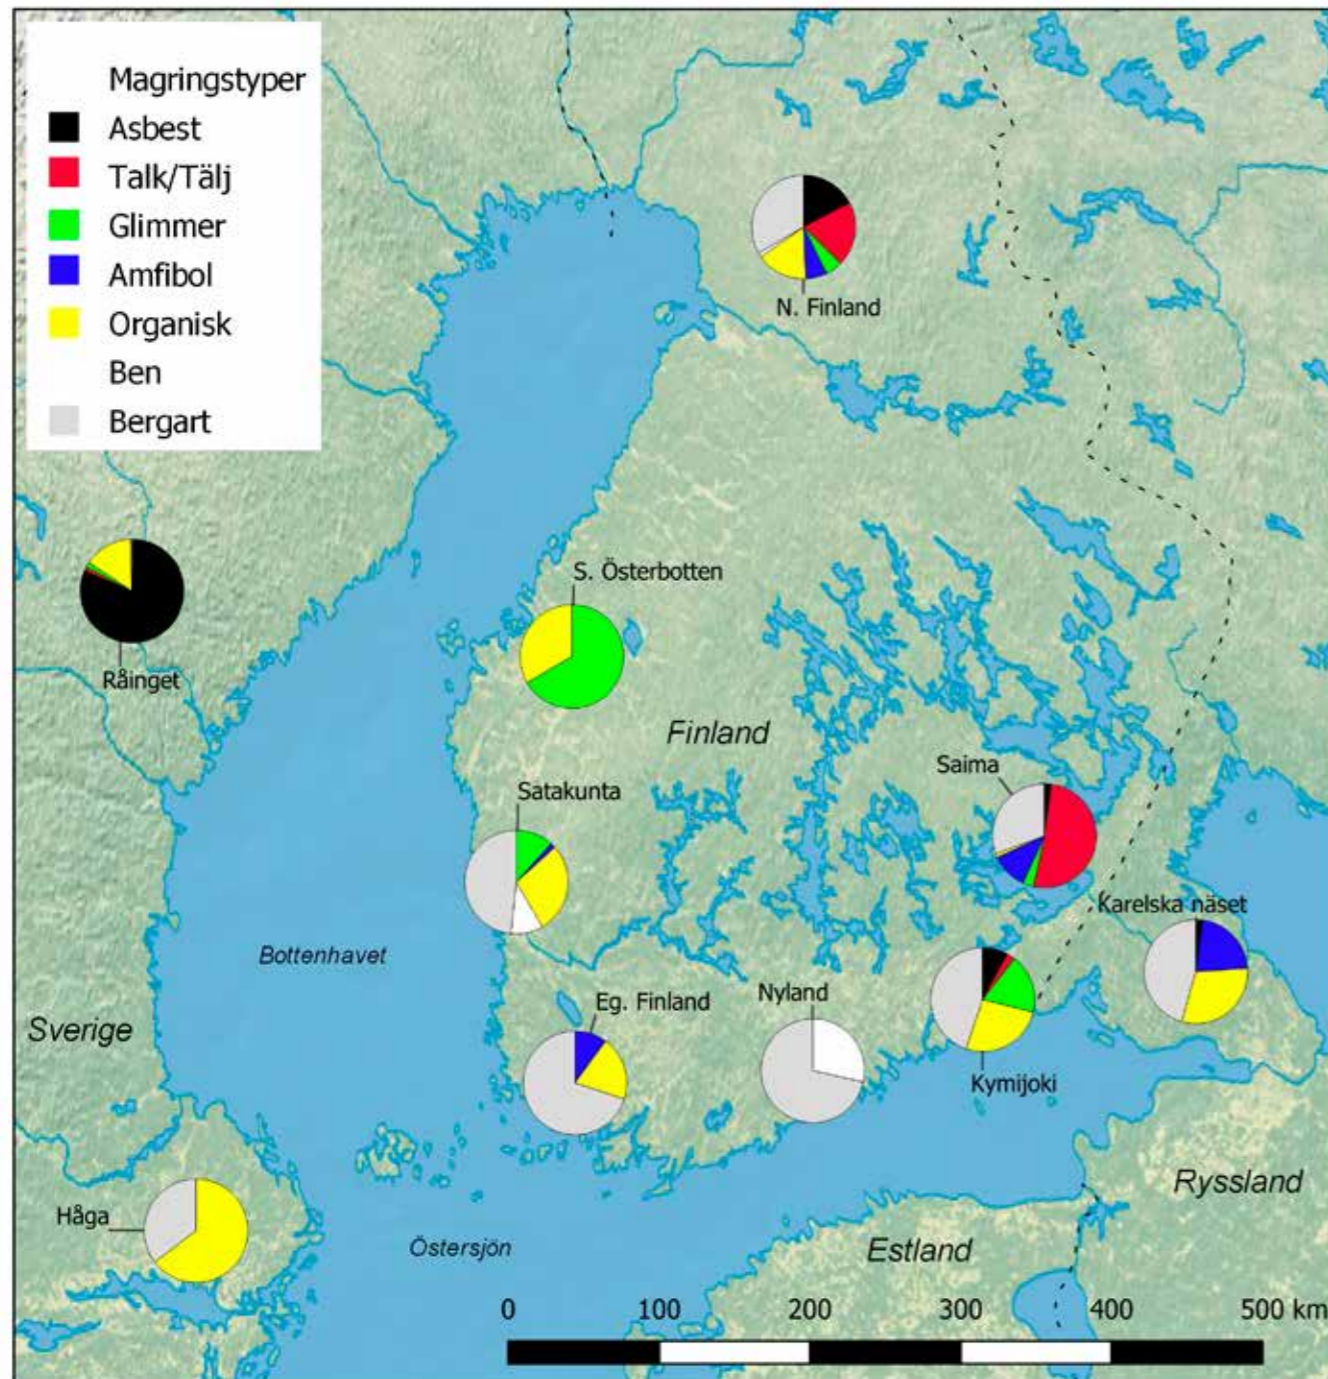 Magringstyper
Asbest
Talk/Tälj
Glimmer
Amfibol
Organisk
Ben
Bergart
N. Finland
S. Österbotten
Råinget
Finland
Saima
Satakunta
Karelska näset
Bottenhavet
Eg. Finland
Nyland
Sverige
Kymijoki
Ryssland
Håga
Östersjön
Estland
0 100 200 300 400 500 km